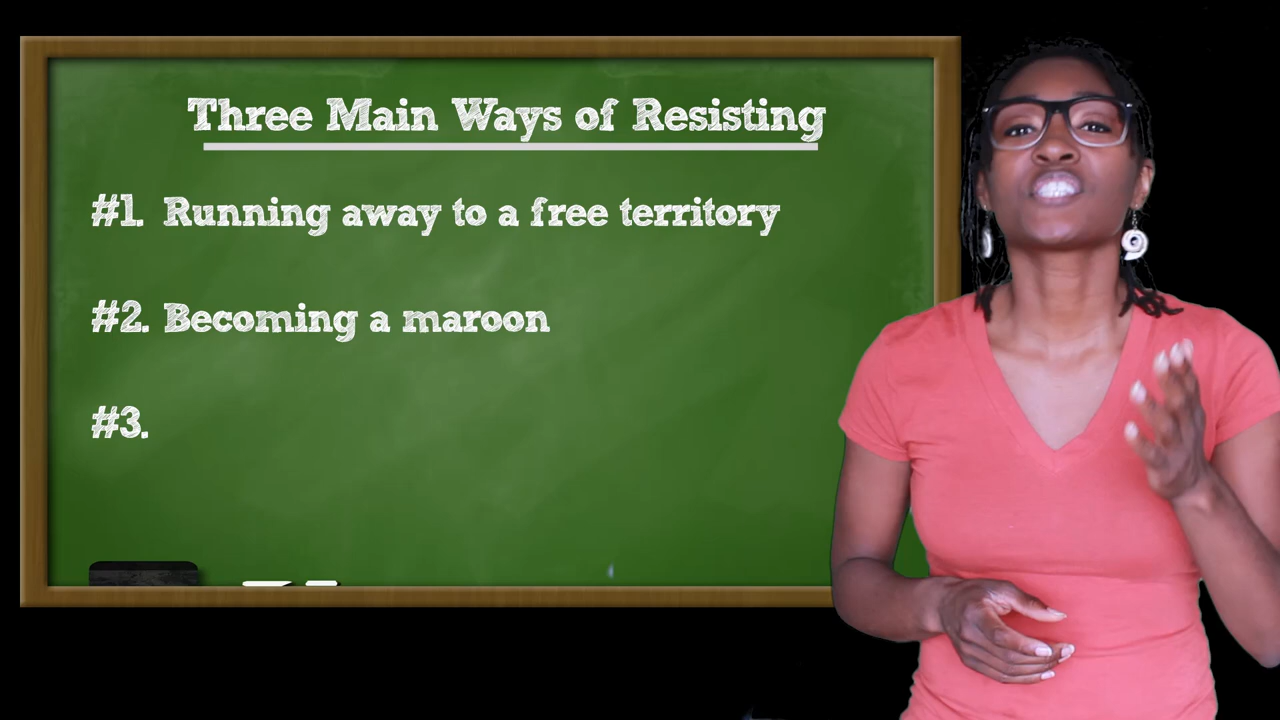 Three Main Ways of Resisting
#1. Running away to a free territory
#2. Becoming a maroon
#3.